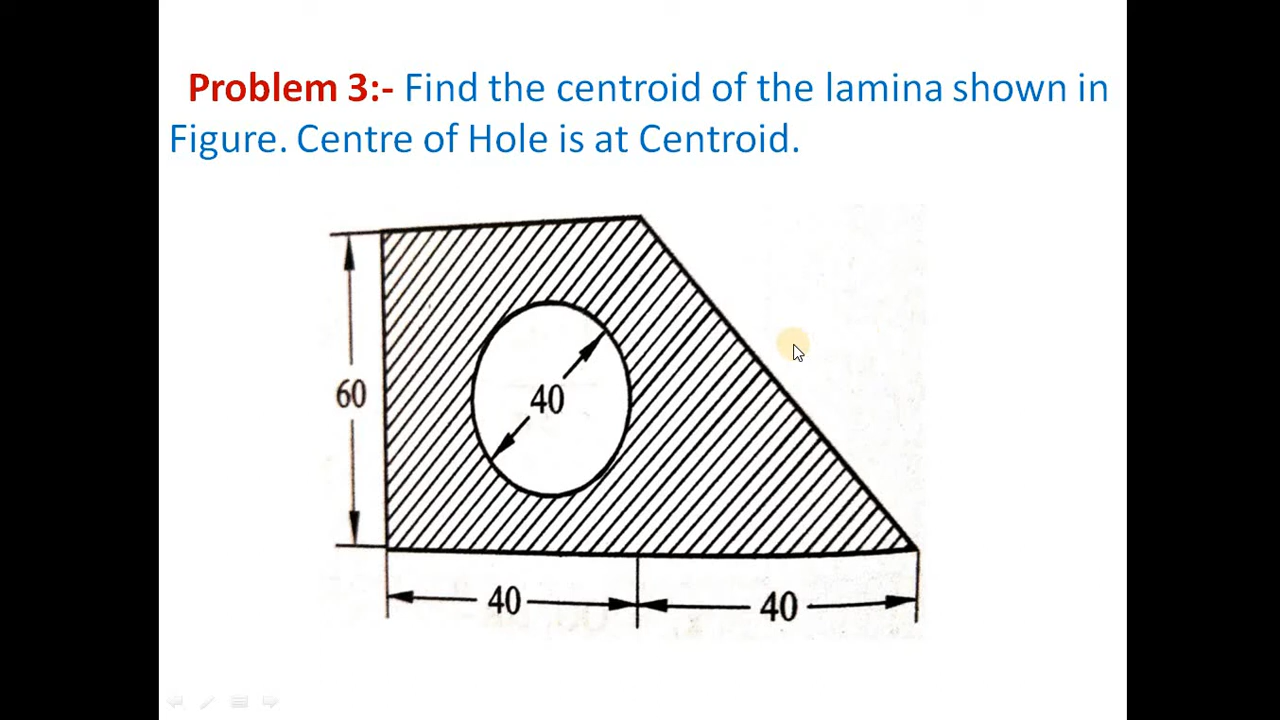 Problem 3:- Find the centroid of the lamina shown in
Figure. Centre of Hole is at Centroid.
60
40
40
40